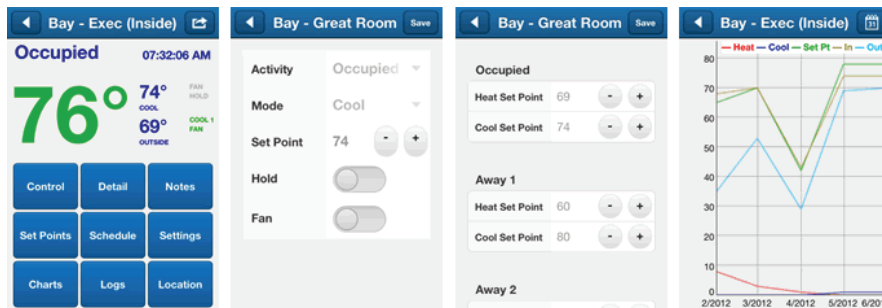 Bay - Exec (Inside)
Occupied 07:32:06 AM
76° 74° COOL FAN HOLD
69° OUTSIDE COOL 1 FAN
Control Detail Notes
Set Points Schedule Settings
Charts Logs Location
Bay - Great Room Save
Activity Occupied
Mode Cool
Set Point 74 - +
Hold
Fan
Bay - Great Room Save
Occupied
Heat Set Point 69 - +
Cool Set Point 74 - +
Away 1
Heat Set Point 60 - +
Cool Set Point 80 - +
Away 2
Bay - Exec (Inside) 31
Heat Cool Set Pt In Out
80
70
60
50
40
30
20
10
0
2/2012 3/2012 4/2012 5/2012 6/20